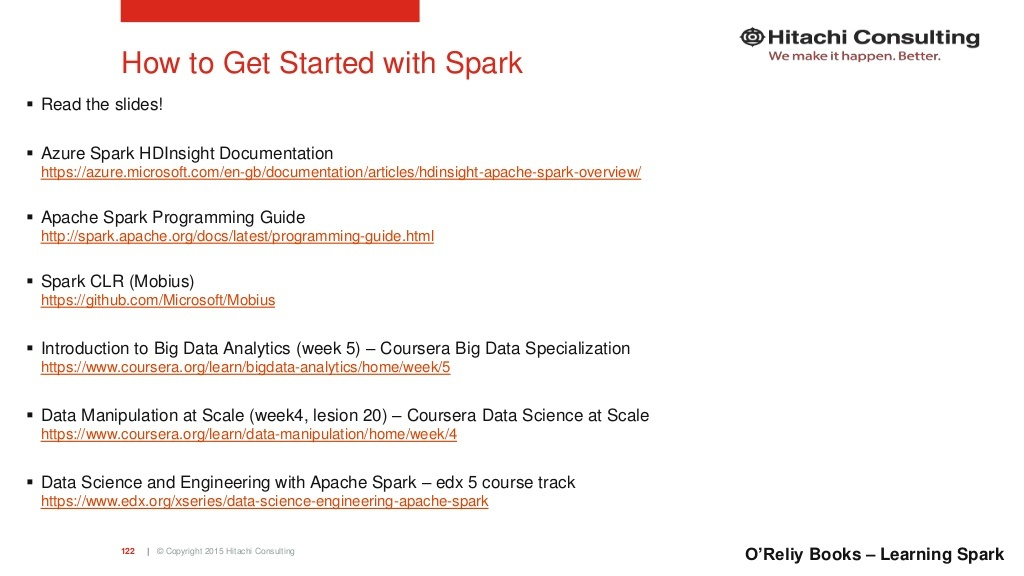 Hitachi Consulting
We make it happen. Better.
How to Get Started with Spark
▪ Read the slides!
▪ Azure Spark HDInsight Documentation
https://azure.microsoft.com/en-gb/documentation/articles/hdinsight-apache-spark-overview/
▪ Apache Spark Programming Guide
http://spark.apache.org/docs/latest/programming-guide.html
▪ Spark CLR (Mobius)
https://github.com/Microsoft/Mobius
▪ Introduction to Big Data Analytics (week 5) – Coursera Big Data Specialization
https://www.coursera.org/learn/bigdata-analytics/home/week/5
▪ Data Manipulation at Scale (week4, lesion 20) – Coursera Data Science at Scale
https://www.coursera.org/learn/data-manipulation/home/week/4
▪ Data Science and Engineering with Apache Spark – edx 5 course track
https://www.edx.org/xseries/data-science-engineering-apache-spark
122 | © Copyright 2015 Hitachi Consulting
O'Reliy Books – Learning Spark